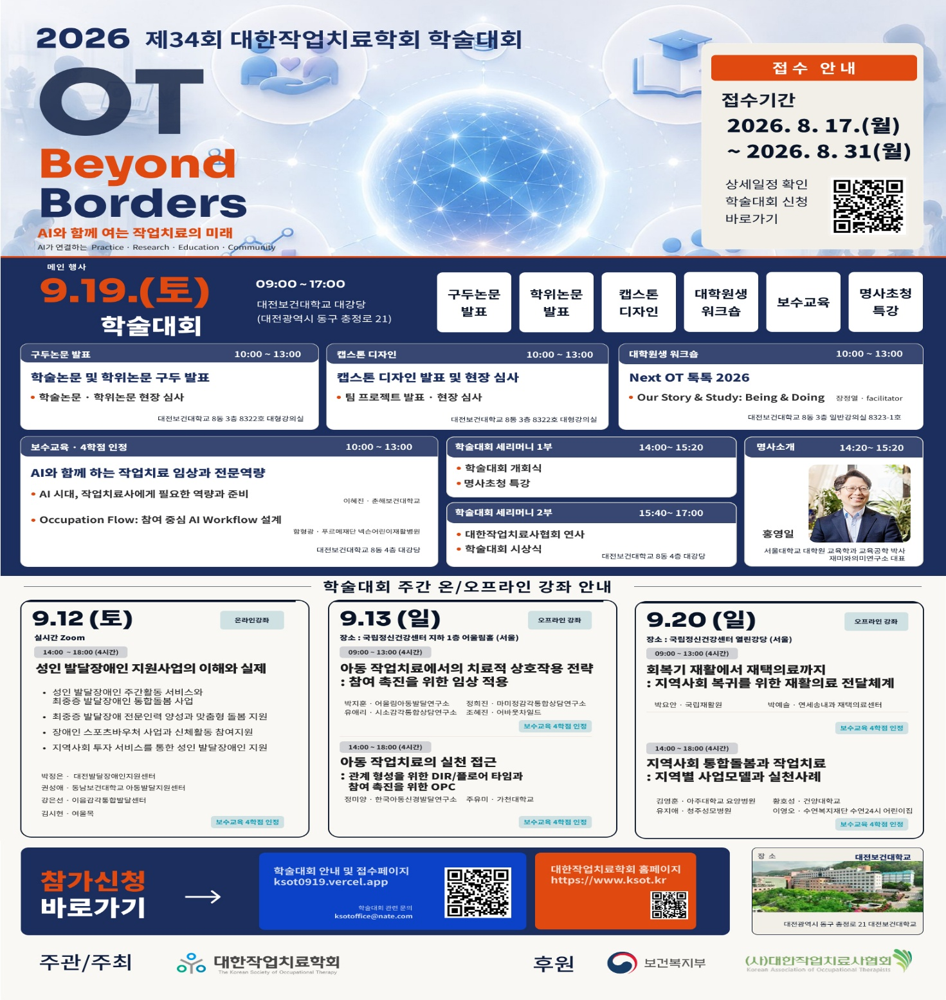 2026 제34회 대한작업치료학회 학술대회
OT
Beyond
Borders
AI와 함께 여는 작업치료의 미래
AI가 연결하는 Practice · Research · Education · Community
접수 안내
접수기간
2026. 8. 17.(월)
~ 2026. 8. 31(월)
상세일정 확인
학술대회 신청
바로가기
메인 행사
9.19.(토)
학술대회
09:00 ~ 17:00
대전보건대학교 대강당
(대전광역시 동구 충정로 21)
구두논문
발표
학위논문
발표
캡스톤
디자인
대학원생
워크숍
보수교육
명사초청
특강
구두논문 발표 10:00 ~ 13:00
학술논문 및 학위논문 구두 발표
• 학술논문 · 학위논문 현장 심사
대전보건대학교 8동 3층 8322호 대형강의실
캡스톤 디자인 10:00 ~ 13:00
캡스톤 디자인 발표 및 현장 심사
• 팀 프로젝트 발표 · 현장 심사
대전보건대학교 8동 3층 8322호 대형강의실
대학원생 워크숍 10:00 ~ 13:00
Next OT 톡톡 2026
• Our Story & Study: Being & Doing 장정열 · facilitator
대전보건대학교 8동 3층 일반강의실 8323-1호
보수교육 · 4학점 인정 10:00 ~ 13:00
AI와 함께 하는 작업치료 임상과 전문역량
• AI 시대, 작업치료사에게 필요한 역량과 준비
이혜진 · 춘해보건대학교
• Occupation Flow: 참여 중심 AI Workflow 설계
함형광 · 푸르메재단 넥슨어린이재활병원
대전보건대학교 8동 4층 대강당
학술대회 세리머니 1부 14:00~ 15:20
• 학술대회 개회식
• 명사초청 특강
학술대회 세리머니 2부 15:40~ 17:00
• 대한작업치료사협회 연사
• 학술대회 시상식
대전보건대학교 8동 4층 대강당
명사소개 14:20~ 15:20
홍영일
서울대학교 대학원 교육학과 교육공학 박사
재미와의미연구소 대표
학술대회 주간 온/오프라인 강좌 안내
9.12 (토) 온라인강좌
실시간 Zoom
14:00 ~ 18:00 (4시간)
성인 발달장애인 지원사업의 이해와 실제
• 성인 발달장애인 주간활동 서비스와
최중증 발달장애인 통합돌봄 사업
• 최중증 발달장애 전문인력 양성과 맞춤형 돌봄 지원
• 장애인 스포츠바우처 사업과 신체활동 참여지원
• 지역사회 투자 서비스를 통한 성인 발달장애인 지원
박정은 · 대전발달장애인지원센터
권성애 · 동남보건대학교 아동발달지원센터
강은선 · 이음감각통합발달센터
김시현 · 여울목
보수교육 4학점 인정
9.13 (일) 오프라인 강좌
장소 : 국립정신건강센터 지하 1층 어울림홀 (서울)
09:00 ~ 13:00 (4시간)
아동 작업치료에서의 치료적 상호작용 전략
: 참여 촉진을 위한 임상 적용
박지훈 · 어울림아동발달연구소 정희진 · 마미정감각통합상담연구소
유애리 · 시소감각통합상담연구소 조혜진 · 어바웃차일드
보수교육 4학점 인정
14:00 ~ 18:00 (4시간)
아동 작업치료의 실천 접근
: 관계 형성을 위한 DIR/플로어 타임과
참여 촉진을 위한 OPC
정미양 · 한국아동신경발달연구소 주유미 · 가천대학교
보수교육 4학점 인정
9.20 (일) 오프라인 강좌
장소 : 국립정신건강센터 열린강당 (서울)
09:00 ~ 13:00 (4시간)
회복기 재활에서 재택의료까지
: 지역사회 복귀를 위한 재활의료 전달체계
박요안 · 국립재활원 박예슬 · 연세송내과 재택의료센터
보수교육 4학점 인정
14:00 ~ 18:00 (4시간)
지역사회 통합돌봄과 작업치료
: 지역별 사업모델과 실천사례
김영훈 · 아주대학교 요양병원 황호성 · 건양대학교
유지애 · 청주성모병원 이영오 · 수연복지재단 수연24시 어린이집
보수교육 4학점 인정
참가신청
바로가기
학술대회 안내 및 접수페이지
ksot0919.vercel.app
학술대회 관련 문의
ksotoffice@nate.com
대한작업치료학회 홈페이지
https://www.ksot.kr
장 소 대전보건대학교
대전광역시 동구 충정로 21 대전보건대학교
주관/주최
대한작업치료학회
The Korean Society of Occupational Therapy
후원
보건복지부
(사)대한작업치료사협회
Korean Association of Occupational Therapists